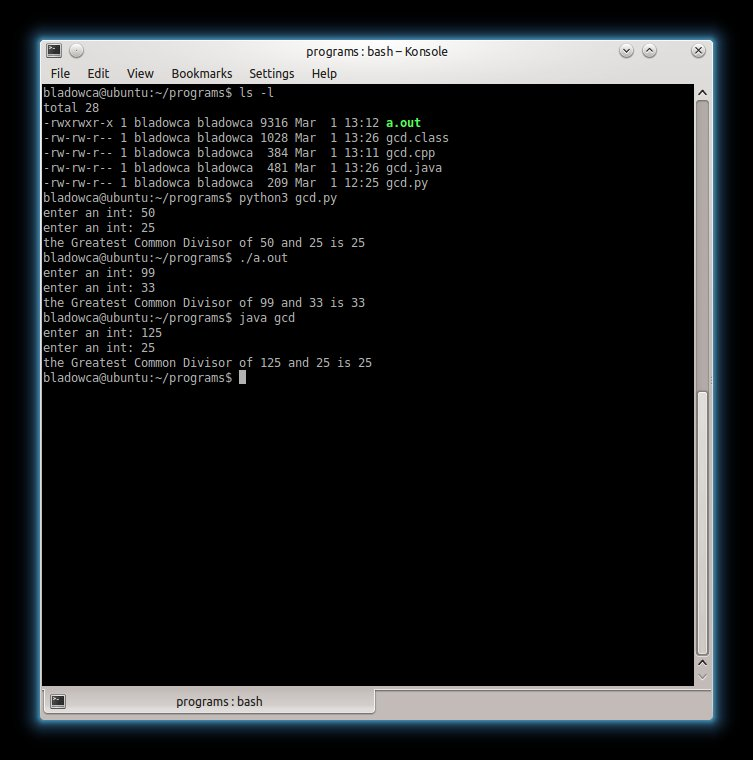 programs : bash – Konsole
File Edit View Bookmarks Settings Help
bladowca@ubuntu:~/programs$ ls -l
total 28
-rwxrwxr-x 1 bladowca bladowca 9316 Mar  1 13:12 a.out
-rw-rw-r-- 1 bladowca bladowca 1028 Mar  1 13:26 gcd.class
-rw-rw-r-- 1 bladowca bladowca  384 Mar  1 13:11 gcd.cpp
-rw-rw-r-- 1 bladowca bladowca  481 Mar  1 13:26 gcd.java
-rw-rw-r-- 1 bladowca bladowca  209 Mar  1 12:25 gcd.py
bladowca@ubuntu:~/programs$ python3 gcd.py
enter an int: 50
enter an int: 25
the Greatest Common Divisor of 50 and 25 is 25
bladowca@ubuntu:~/programs$ ./a.out
enter an int: 99
enter an int: 33
the Greatest Common Divisor of 99 and 33 is 33
bladowca@ubuntu:~/programs$ java gcd
enter an int: 125
enter an int: 25
the Greatest Common Divisor of 125 and 25 is 25
bladowca@ubuntu:~/programs$
programs : bash